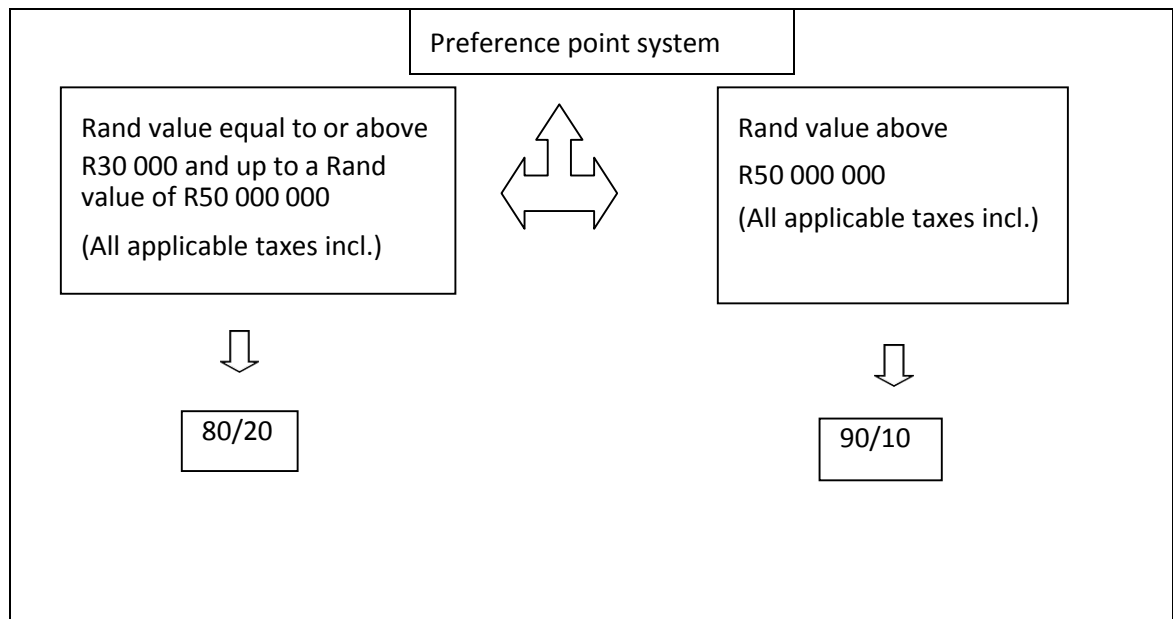 Preference point system
Rand value equal to or above
R30 000 and up to a Rand
value of R50 000 000
(All applicable taxes incl.)
Rand value above
R50 000 000
(All applicable taxes incl.)
80/20
90/10